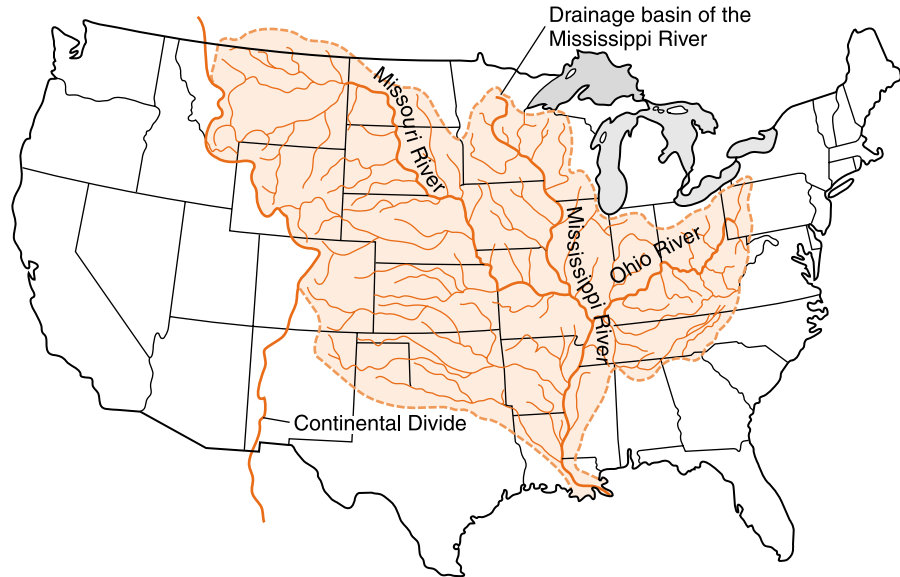 Drainage basin of the
Mississippi River
Missouri River
Mississippi River
Ohio River
Continental Divide